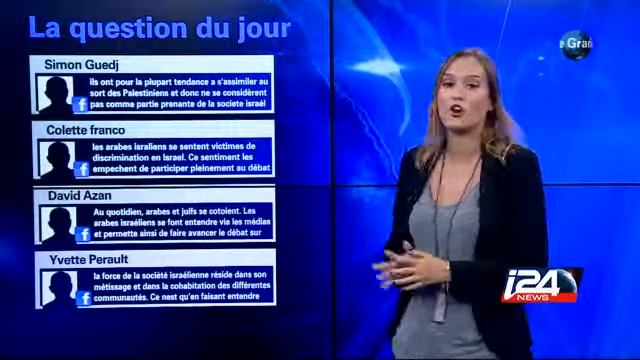 La question du jour
e Gran
Simon Guedj
ils ont pour la plupart tendance a s'assimiler au
sort des Palestiniens et donc ne se considèrent
pas comme partie prenante de la societe israél
Colette franco
les arabes israliens se sentent victimes de
discrimination en Israel. Ce sentiment les
empechent de participer pleinement au débat
David Azan
Au quotidien, arabes et juifs se cotoient. Les
arabes israéliens se font entendre via les médias
et permette ainsi de faire avancer le débat sur
Yvette Perault
la force de la société israélienne réside dans son
métissage et dans la cohabitation des différentes
communautés. Ce nest qu'en faisant entendre
i24
NEWS